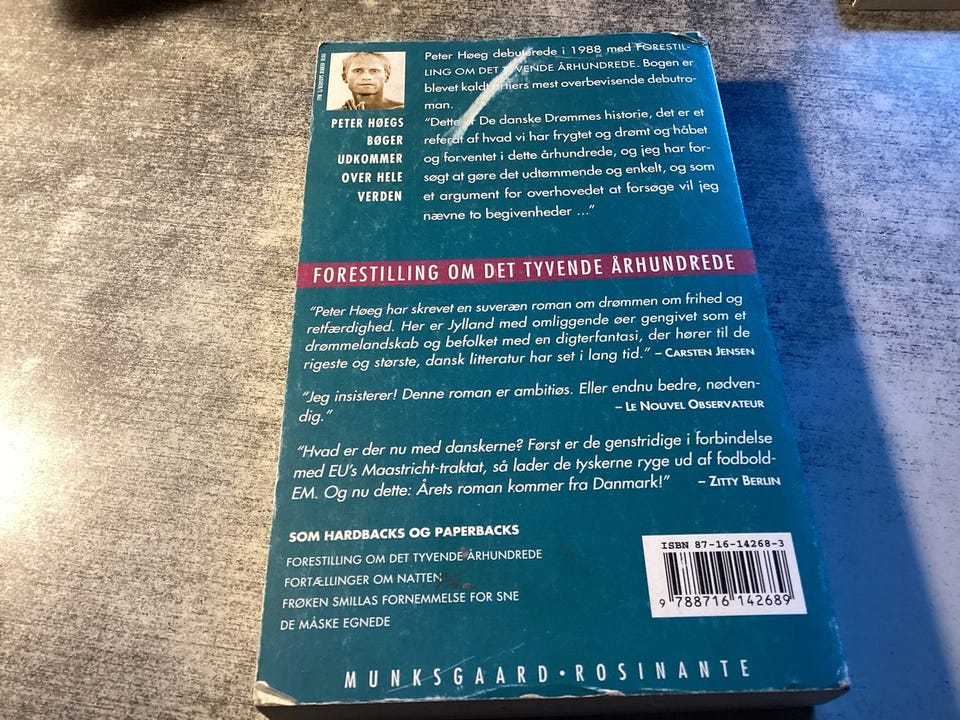 PETER HØEGS
BØGER
UDKOMMER
OVER HELE
VERDEN
Peter Høeg debuterede i 1988 med FORESTIL-
LING OM DET TYVENDE ÅRHUNDREDE. Bogen er
blevet kaldt årtiers mest overbevisende debutro-
man.
"Dette er De danske Drømmes historie, det er et
referat af hvad vi har frygtet og drømt og håbet
og forventet i dette århundrede, og jeg har for-
søgt at gøre det udtømmende og enkelt, og som
et argument for overhovedet at forsøge vil jeg
nævne to begivenheder ..."
FORESTILLING OM DET TYVENDE ÅRHUNDREDE
"Peter Høeg har skrevet en suveræn roman om drømmen om frihed og
retfærdighed. Her er Jylland med omliggende øer gengivet som et
drømmelandskab og befolket med en digterfantasi, der hører til de
rigeste og største, dansk litteratur har set i lang tid." – CARSTEN JENSEN
"Jeg insisterer! Denne roman er ambitiøs. Eller endnu bedre, nødven-
dig." – LE NOUVEL OBSERVATEUR
"Hvad er der nu med danskerne? Først er de genstridige i forbindelse
med EU's Maastricht-traktat, så lader de tyskerne ryge ud af fodbold-
EM. Og nu dette: Årets roman kommer fra Danmark!" – ZITTY BERLIN
SOM HARDBACKS OG PAPERBACKS
FORESTILLING OM DET TYVENDE ÅRHUNDREDE
FORTÆLLINGER OM NATTEN
FRØKEN SMILLAS FORNEMMELSE FOR SNE
DE MÅSKE EGNEDE
ISBN 87-16-14268-3
9 788716 142689
MUNKSGAARD • ROSINANTE